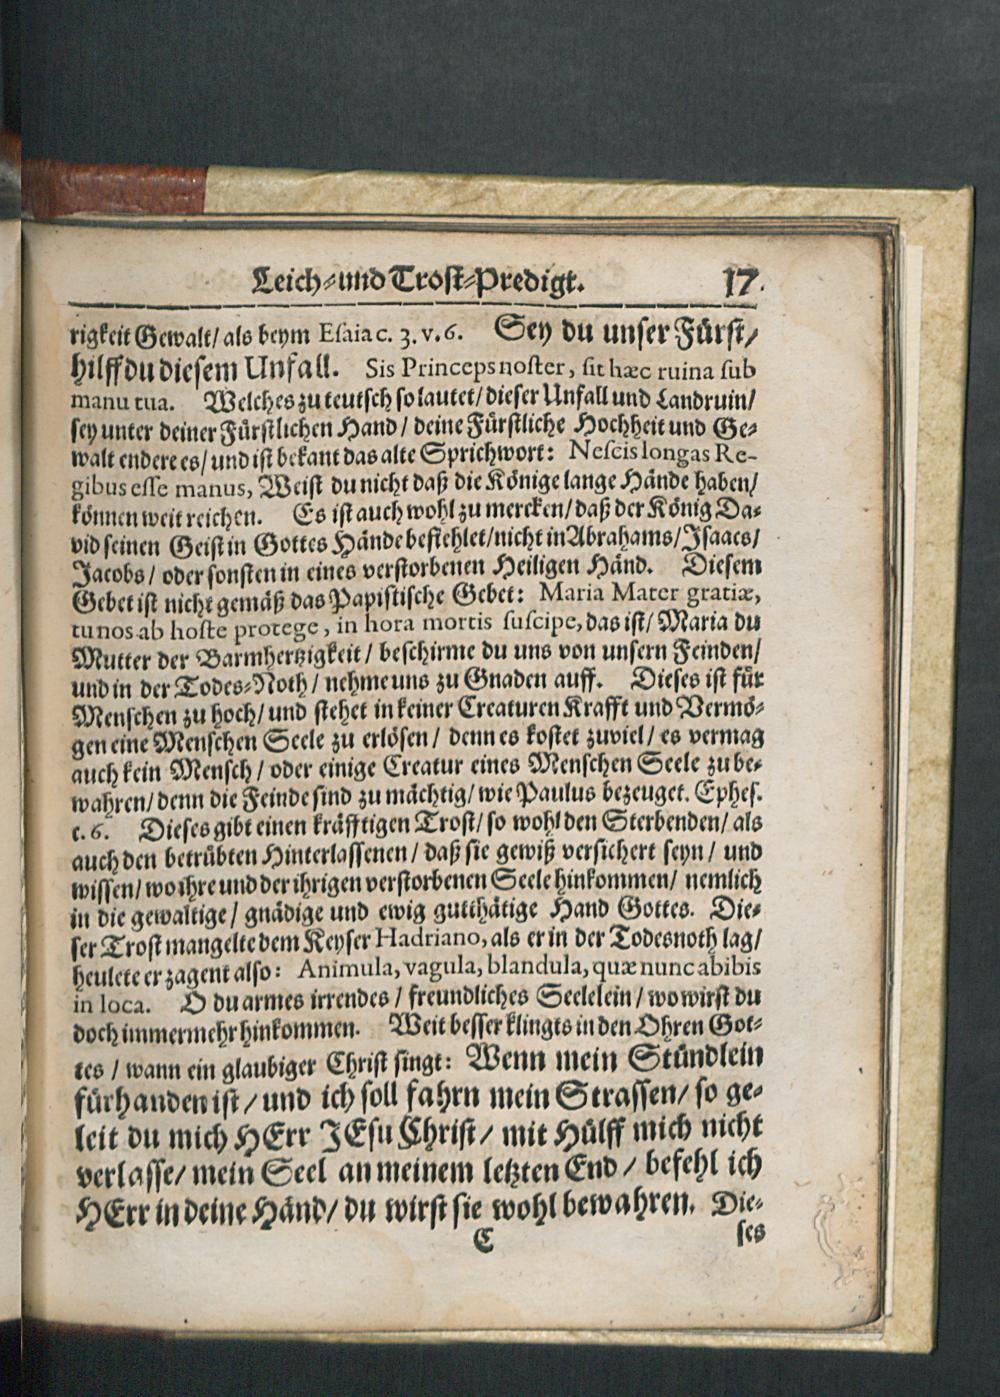 Leich- und Trost-Predigt. 17.
rigkeit Gewalt/ als beym Esaia c. 3. v. 6. Sey du unser Fürst/
hilff du diesem Unfall. Sis Princeps noster, sit hæc ruina sub
manu tua. Welches zu teutsch so lautet/ dieser Unfall und Landruin/
sey unter deiner Fürstlichen Hand/ deine Fürstliche Hochheit und Ge-
walt endere es/ und ist bekant das alte Sprichwort: Nescis longas Re-
gibus esse manus, Weist du nicht daß die Könige lange Hände haben/
können weit reichen. Es ist auch wohl zu mercken/ daß der König Da-
vid seinen Geist in Gottes Hände befiehlet/ nicht in Abrahams/ Isaacs/
Jacobs/ oder sonsten in eines verstorbenen Heiligen Händ. Diesem
Gebet ist nicht gemäß das Papistische Gebet: Maria Mater gratiæ,
tu nos ab hoste protege, in hora mortis suscipe, das ist/ Maria du
Mutter der Barmhertzigkeit/ beschirme du uns von unsern Feinden/
und in der Todes-Noth/ nehme uns zu Gnaden auff. Dieses ist für
Menschen zu hoch/ und stehet in keiner Creaturen Krafft und Vermö-
gen eine Menschen Seele zu erlösen/ denn es kostet zuviel/ es vermag
auch kein Mensch/ oder einige Creatur eines Menschen Seele zu be-
wahren/ denn die Feinde sind zu mächtig/ wie Paulus bezeuget. Ephes.
c. 6. Dieses gibt einen kräfftigen Trost/ so wohl den Sterbenden/ als
auch den betrübten Hinterlassenen/ daß sie gewiß versichert seyn/ und
wissen/ wo ihre und der ihrigen verstorbenen Seele hinkommen/ nemlich
in die gewaltige/ gnädige und ewig gutthätige Hand Gottes. Die-
ser Trost mangelte dem Keyser Hadriano, als er in der Todesnoth lag/
heulete er zagent also: Animula, vagula, blandula, quæ nunc abibis
in loca. O du armes irrendes/ freundliches Seelelein/ wo wirst du
doch immermehr hinkommen. Weit besser klingts in den Ohren Got-
tes/ wann ein glaubiger Christ singt: Wenn mein Stündlein
fürhanden ist/ und ich soll fahrn mein Strassen/ so ge-
leit du mich HErr JEsu Christ/ mit Hülff mich nicht
verlasse/ mein Seel an meinem letzten End/ befehl ich
HErr in deine Händ/ du wirst sie wohl bewahren. Die-
C ses